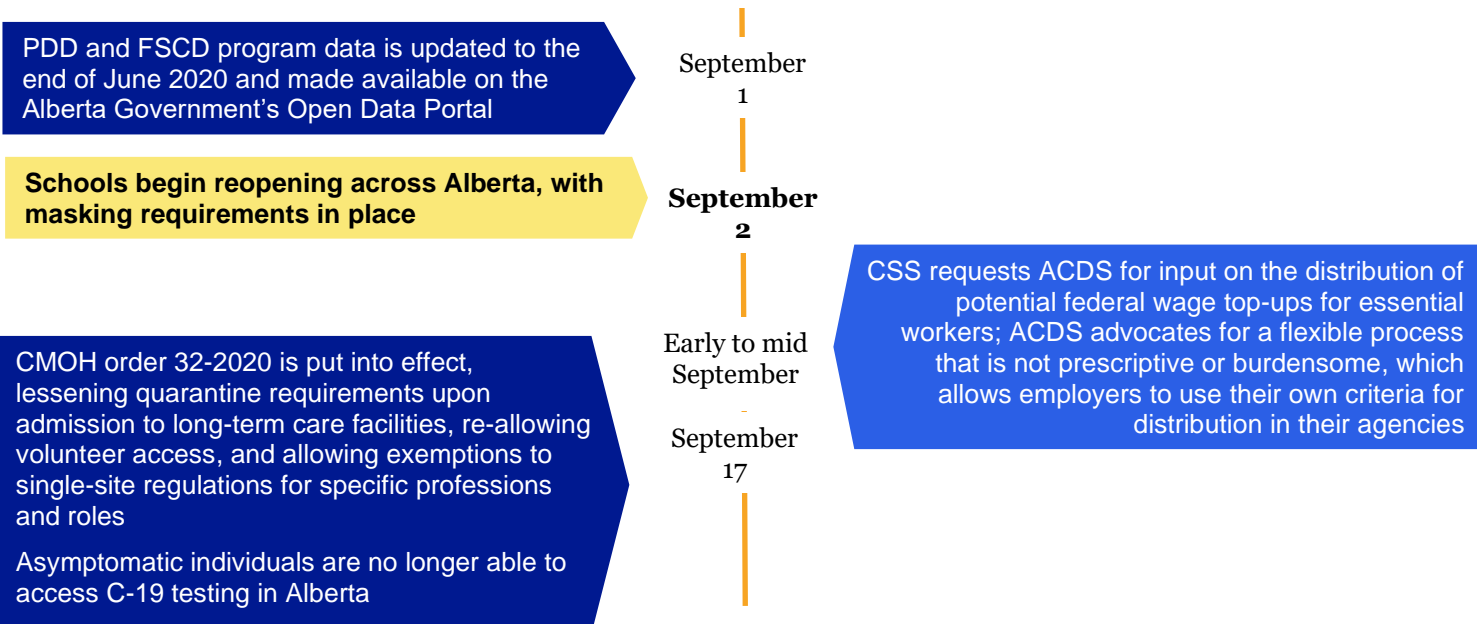 PDD and FSCD program data is updated to the
end of June 2020 and made available on the
Alberta Government’s Open Data Portal
September
1
Schools begin reopening across Alberta, with
masking requirements in place
September
2
CSS requests ACDS for input on the distribution of
potential federal wage top-ups for essential
workers; ACDS advocates for a flexible process
that is not prescriptive or burdensome, which
allows employers to use their own criteria for
distribution in their agencies
Early to mid
September
CMOH order 32-2020 is put into effect,
lessening quarantine requirements upon
admission to long-term care facilities, re-allowing
volunteer access, and allowing exemptions to
single-site regulations for specific professions
and roles
Asymptomatic individuals are no longer able to
access C-19 testing in Alberta
September
17